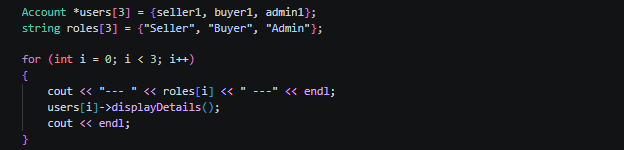 Account *users[3] = {seller1, buyer1, admin1};
string roles[3] = {"Seller", "Buyer", "Admin"};
for (int i = 0; i < 3; i++)
{
cout << "--- " << roles[i] << " ---" << endl;
users[i]->displayDetails();
cout << endl;
}